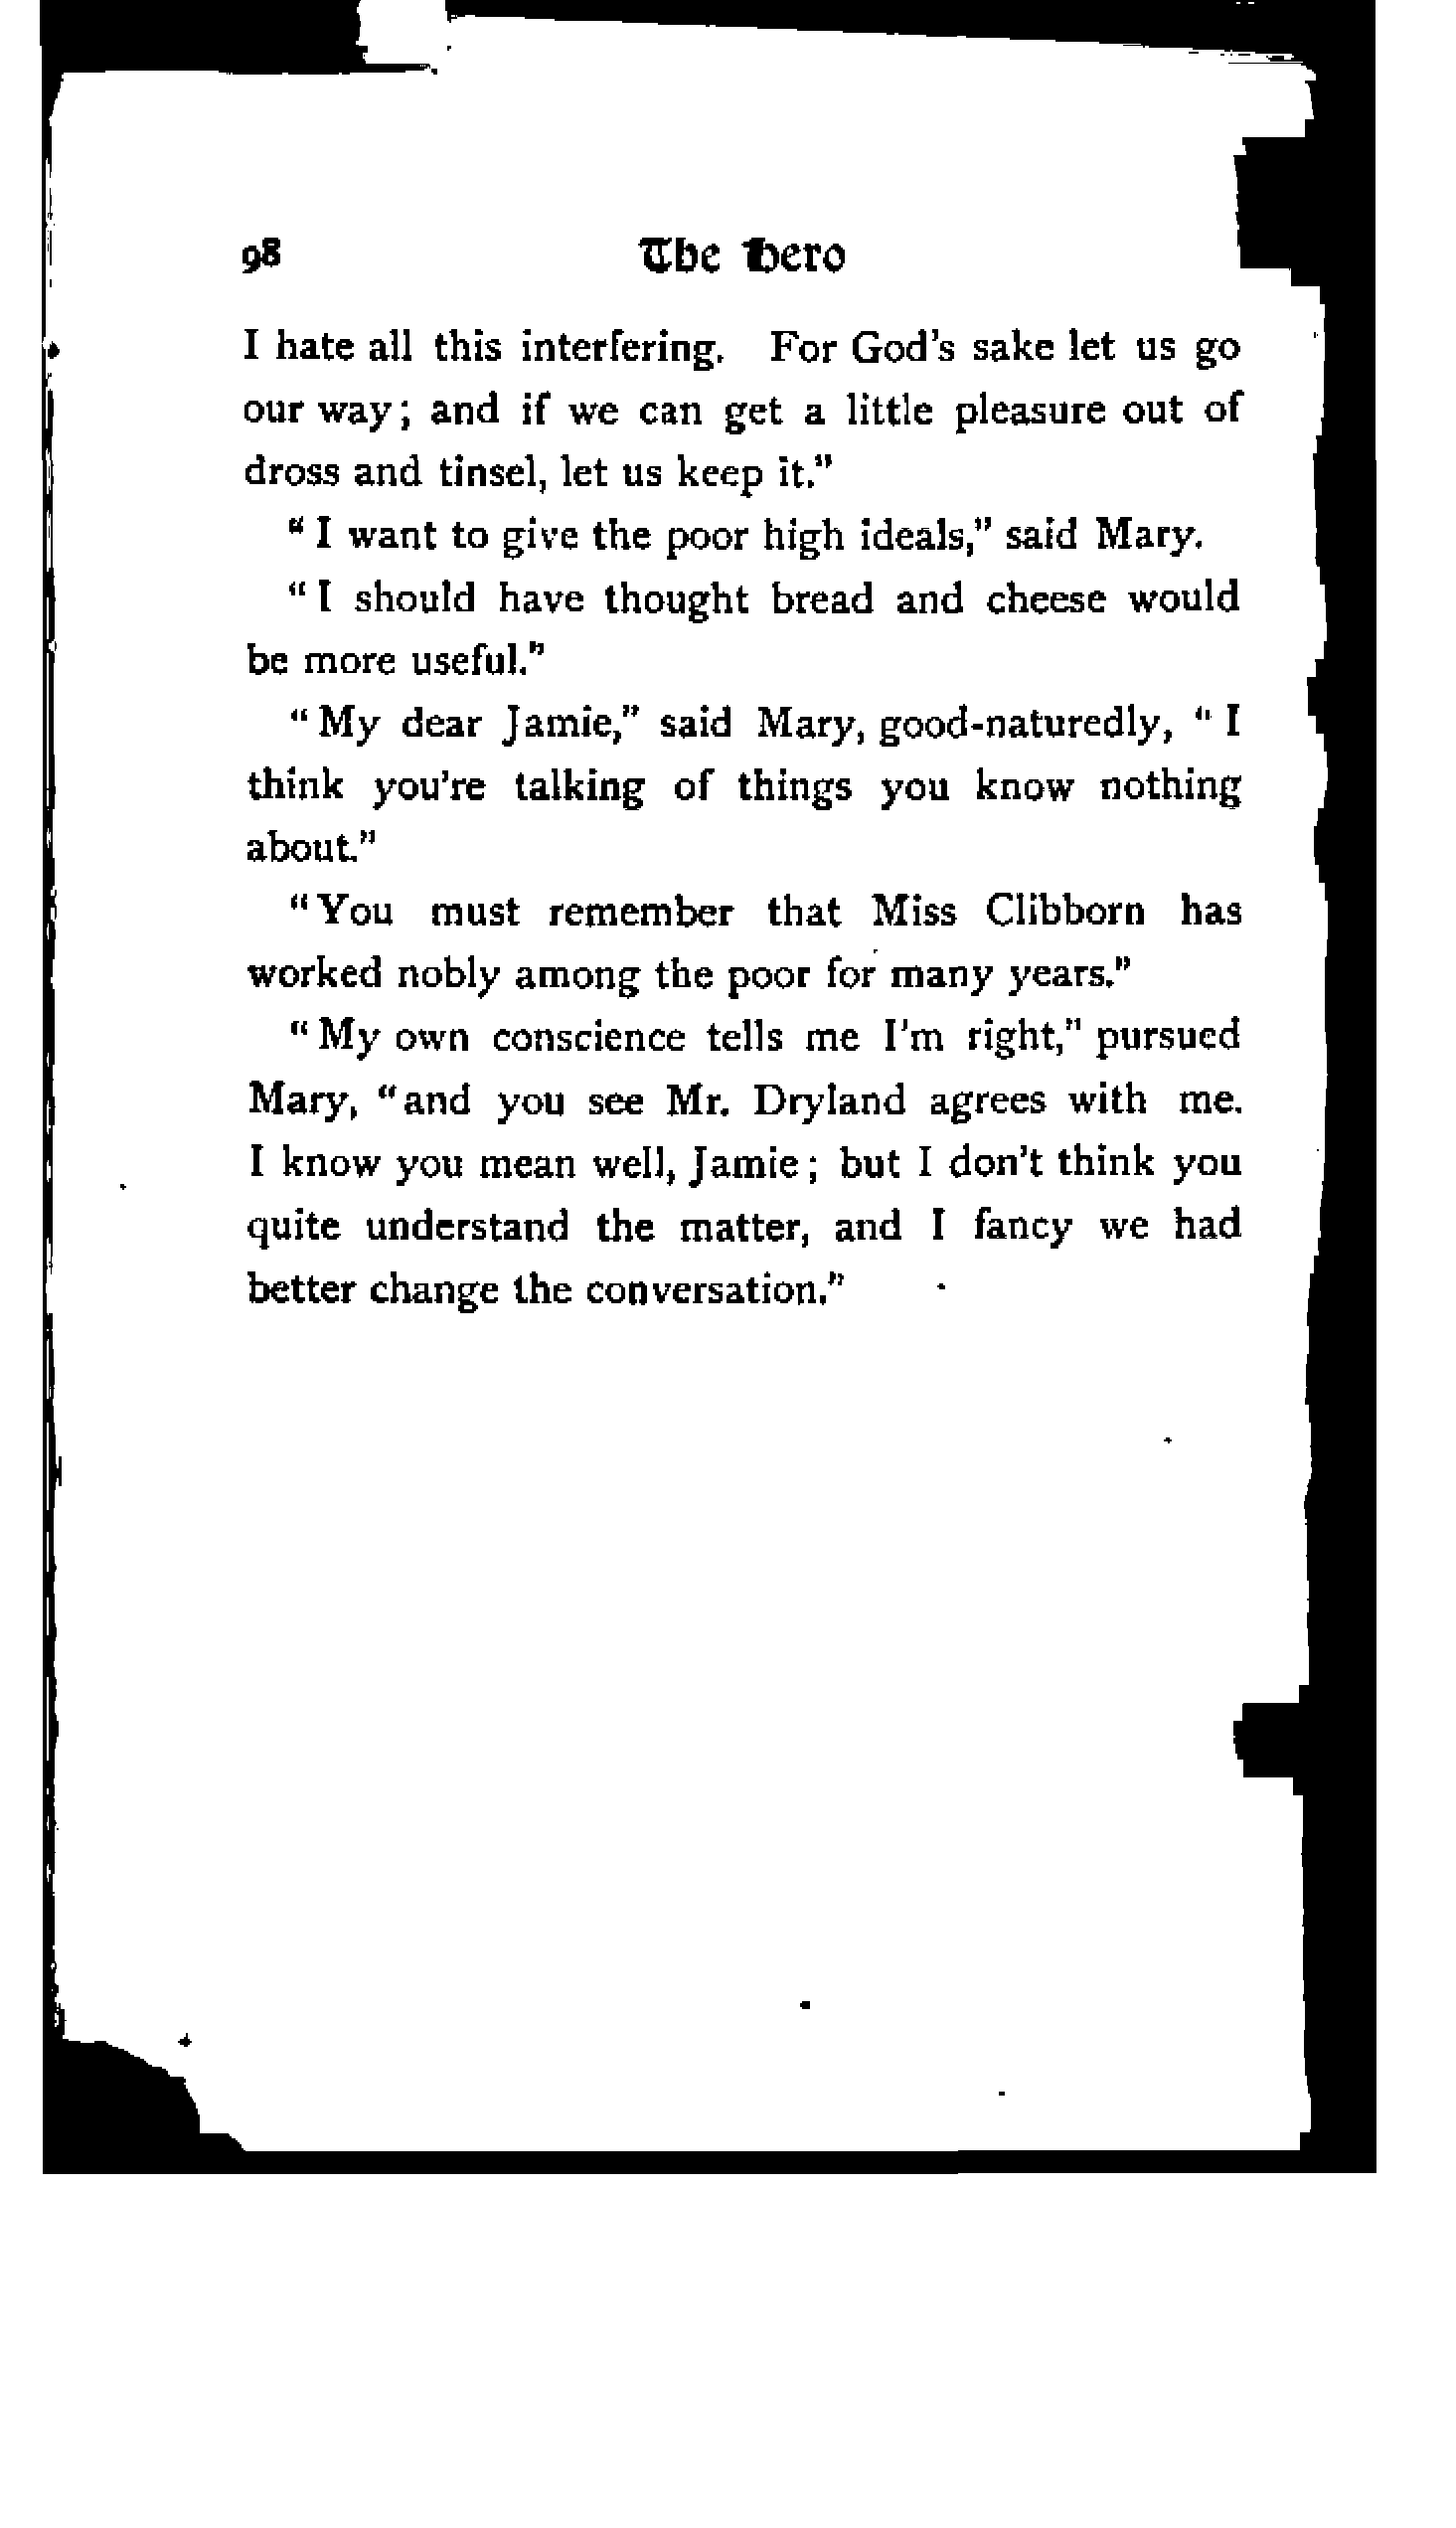 98 The Hero
I hate all this interfering. For God's sake let us go
our way; and if we can get a little pleasure out of
dross and tinsel, let us keep it."
"I want to give the poor high ideals," said Mary.
"I should have thought bread and cheese would
be more useful."
"My dear Jamie," said Mary, good-naturedly, "I
think you're talking of things you know nothing
about."
"You must remember that Miss Clibborn has
worked nobly among the poor for many years."
"My own conscience tells me I'm right," pursued
Mary, "and you see Mr. Dryland agrees with me.
I know you mean well, Jamie; but I don't think you
quite understand the matter, and I fancy we had
better change the conversation."